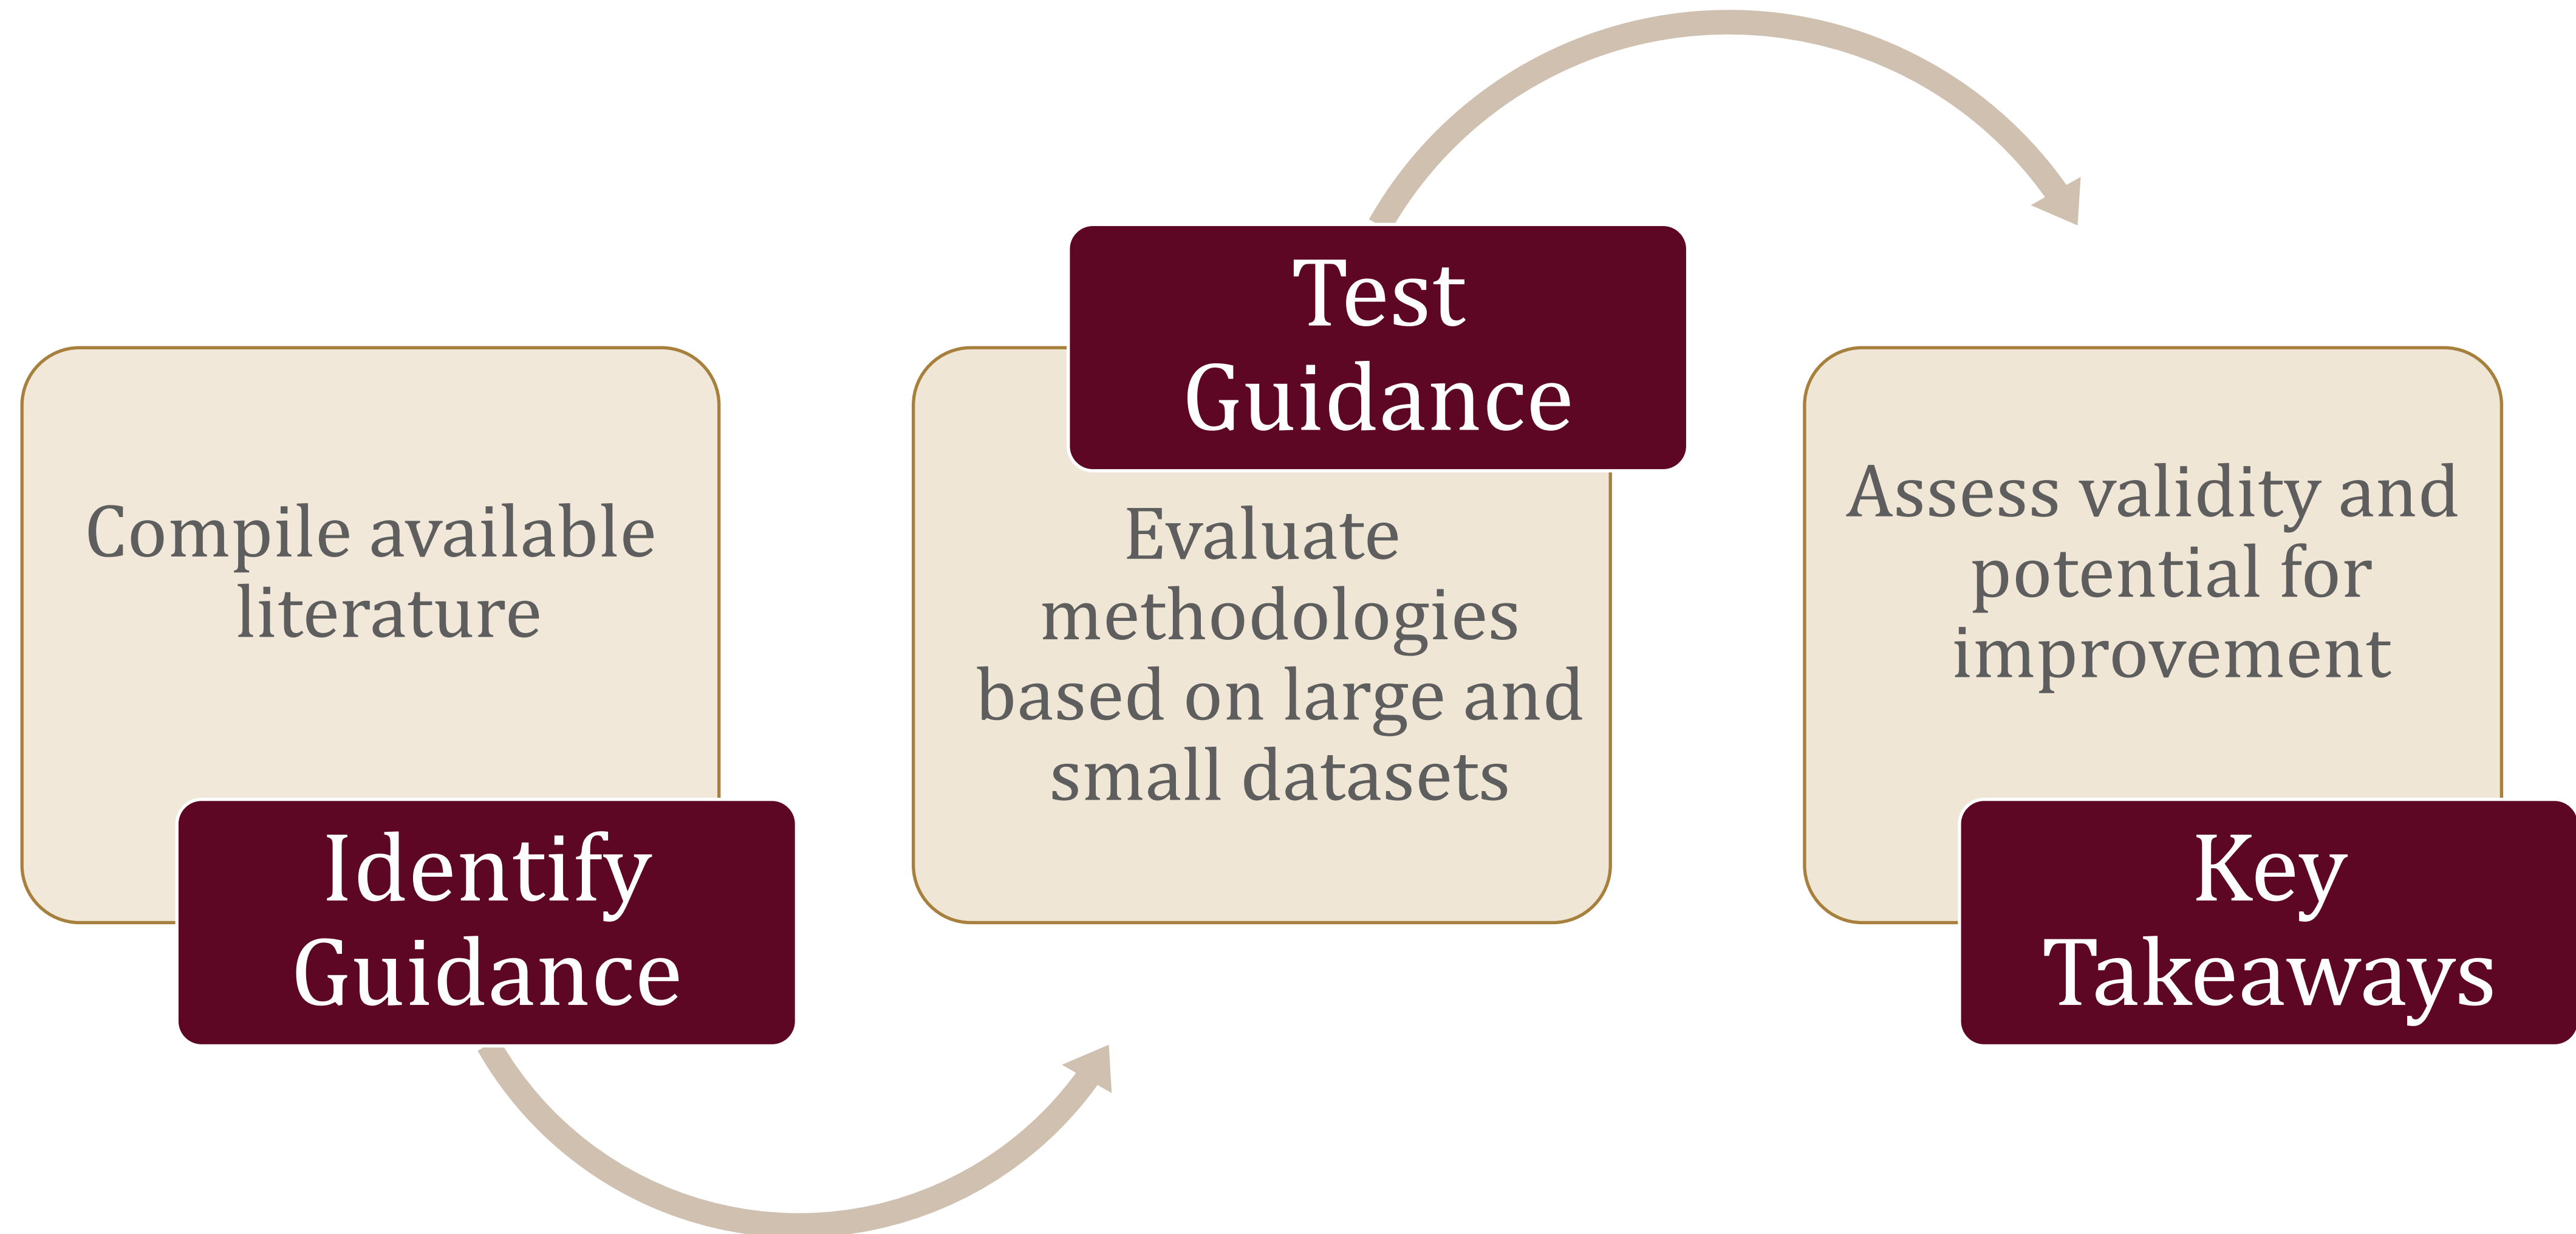 Compile available
literature
Identify
Guidance
Test
Guidance
Evaluate
methodologies
based on large and
small datasets
Assess validity and
potential for
improvement
Key
Takeaways